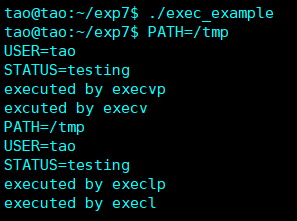 tao@tao:~/exp7$ ./exec_example
tao@tao:~/exp7$ PATH=/tmp
USER=tao
STATUS=testing
executed by execvp
excuted by execv
PATH=/tmp
USER=tao
STATUS=testing
executed by execlp
executed by execl